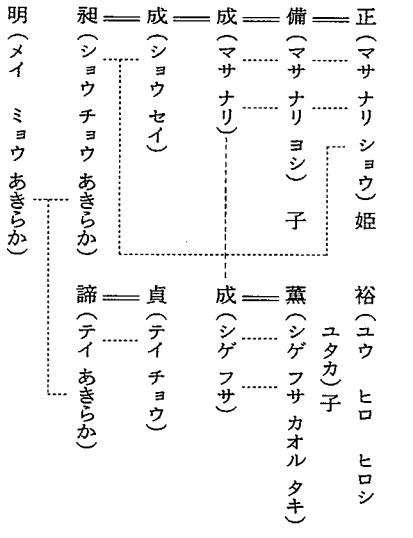 正(マサ ナリ ショウ)姫
備(マサ ナリ ヨシ) 子
成(マサ ナリ)
成(ショウ セイ)
昶(ショウ チョウ あきらか)
明(メイ ミョウ あきらか)
裕(ユウ ヒロ ヒロシ
ユタカ)子
薫(シゲ フサ カオル タキ)
成(シゲ フサ)
貞(テイ チョウ)
諦(テイ あきらか)